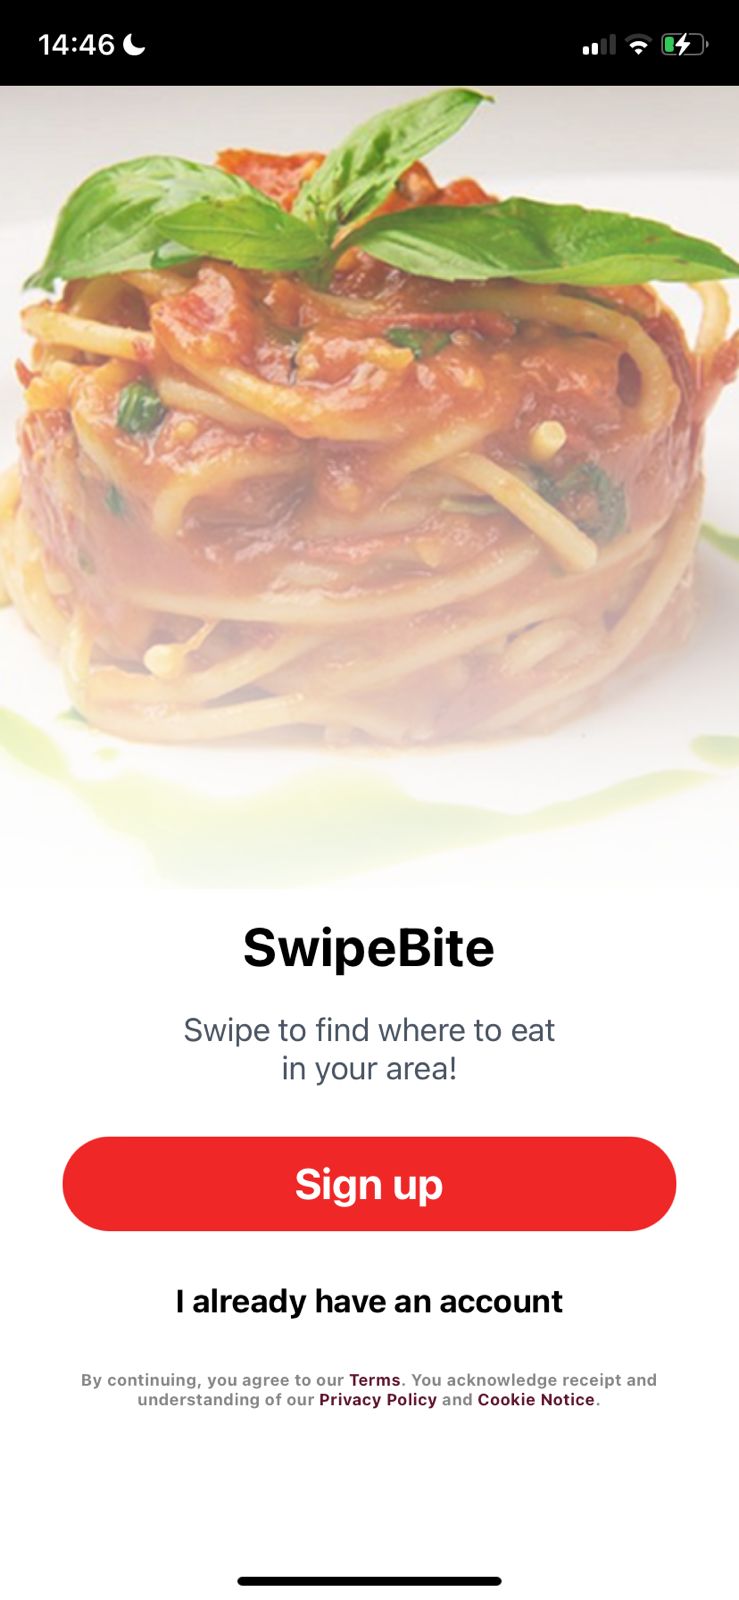 14:46
SwipeBite
Swipe to find where to eat
in your area!
Sign up
I already have an account
By continuing, you agree to our Terms. You acknowledge receipt and
understanding of our Privacy Policy and Cookie Notice.